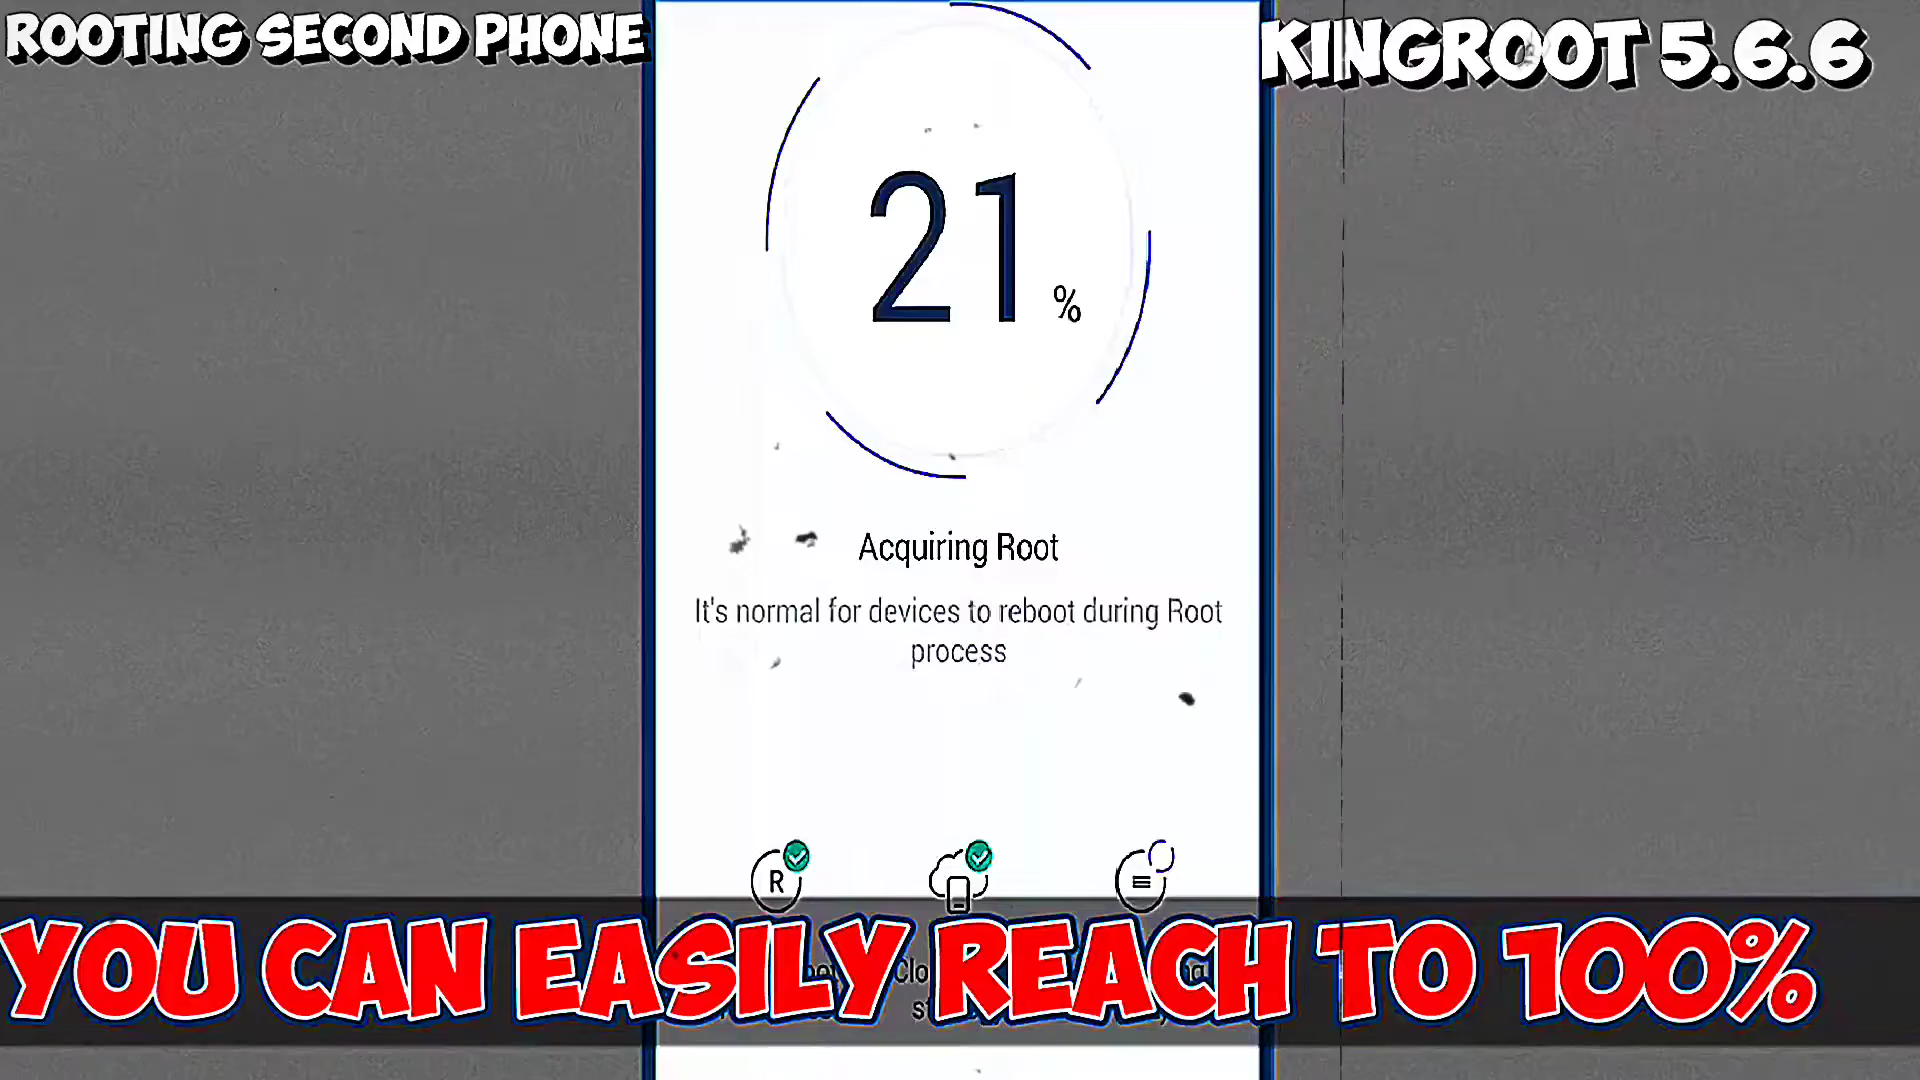 ROOTING SECOND PHONE
KINGROOT 5.6.6
21 %
Acquiring Root
It's normal for devices to reboot during Root
process
R
YOU CAN EASILY REACH TO 100%